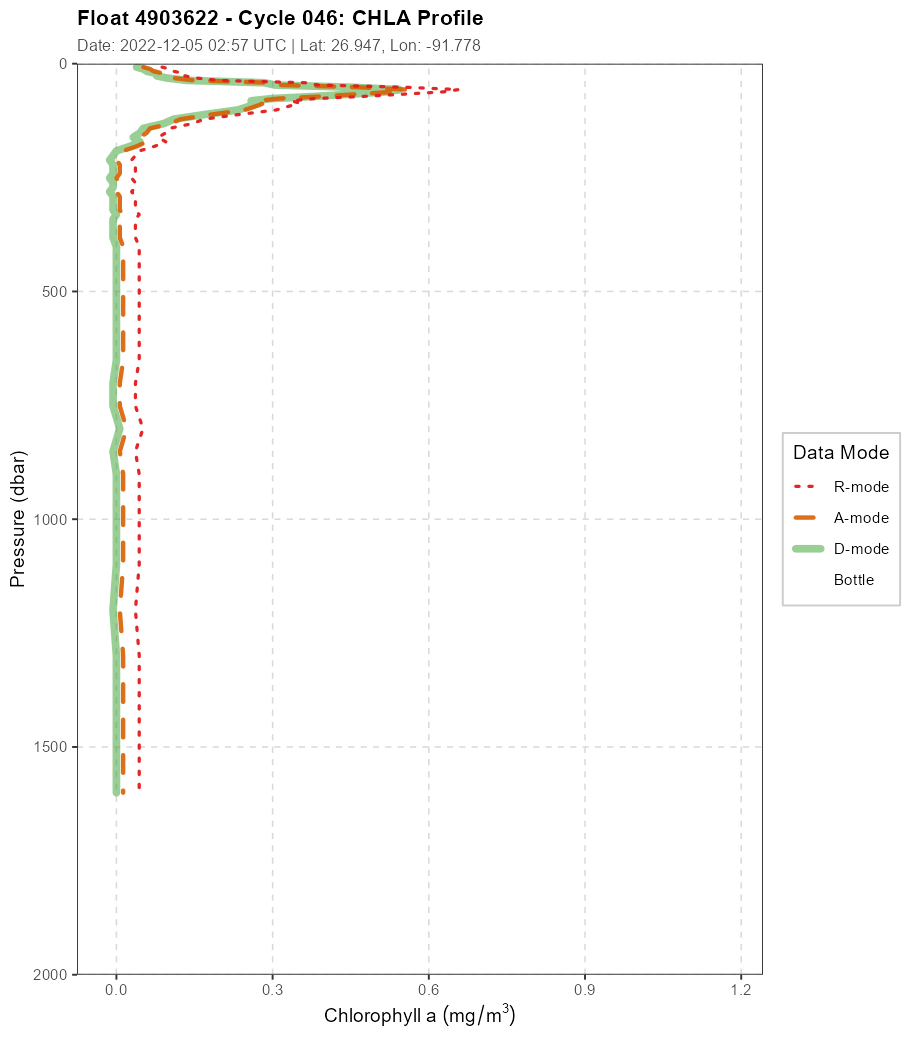 Float 4903622 - Cycle 046: CHLA Profile
Date: 2022-12-05 02:57 UTC | Lat: 26.947, Lon: -91.778
0
500
1000
1500
2000
Pressure (dbar)
0.0 0.3 0.6 0.9 1.2
Chlorophyll a (mg/m³)
Data Mode
R-mode
A-mode
D-mode
Bottle